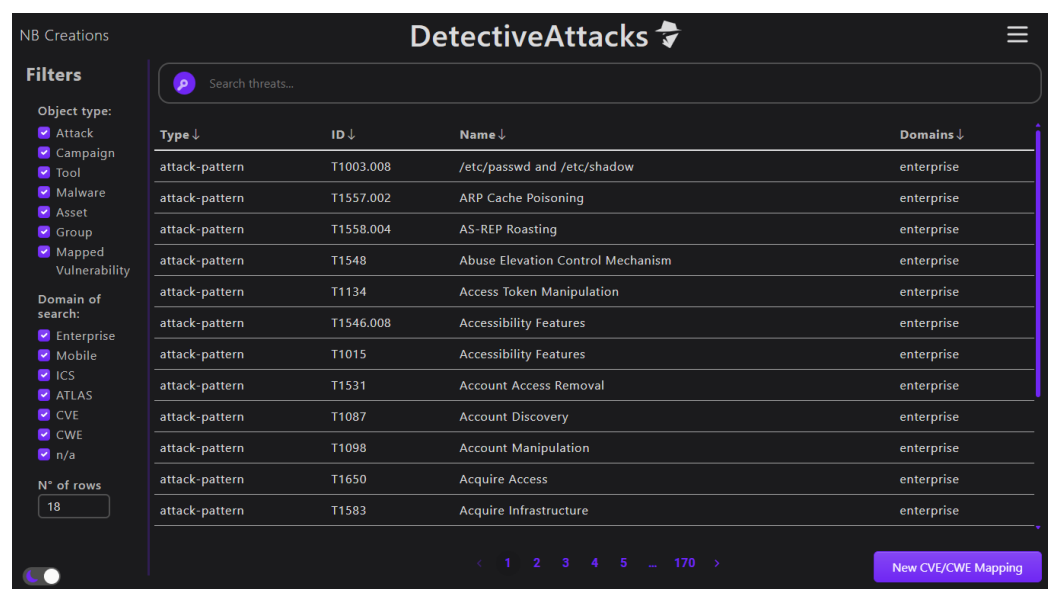 NB Creations
DetectiveAttacks
Filters
Object type:
Attack
Campaign
Tool
Malware
Asset
Group
Mapped
Vulnerability
Domain of
search:
Enterprise
Mobile
ICS
ATLAS
CVE
CWE
n/a
N° of rows
18
Search threats...
Type↓ ID↓ Name↓ Domains↓
attack-pattern T1003.008 /etc/passwd and /etc/shadow enterprise
attack-pattern T1557.002 ARP Cache Poisoning enterprise
attack-pattern T1558.004 AS-REP Roasting enterprise
attack-pattern T1548 Abuse Elevation Control Mechanism enterprise
attack-pattern T1134 Access Token Manipulation enterprise
attack-pattern T1546.008 Accessibility Features enterprise
attack-pattern T1015 Accessibility Features enterprise
attack-pattern T1531 Account Access Removal enterprise
attack-pattern T1087 Account Discovery enterprise
attack-pattern T1098 Account Manipulation enterprise
attack-pattern T1650 Acquire Access enterprise
attack-pattern T1583 Acquire Infrastructure enterprise
‹ 1 2 3 4 5 ... 170 ›
New CVE/CWE Mapping